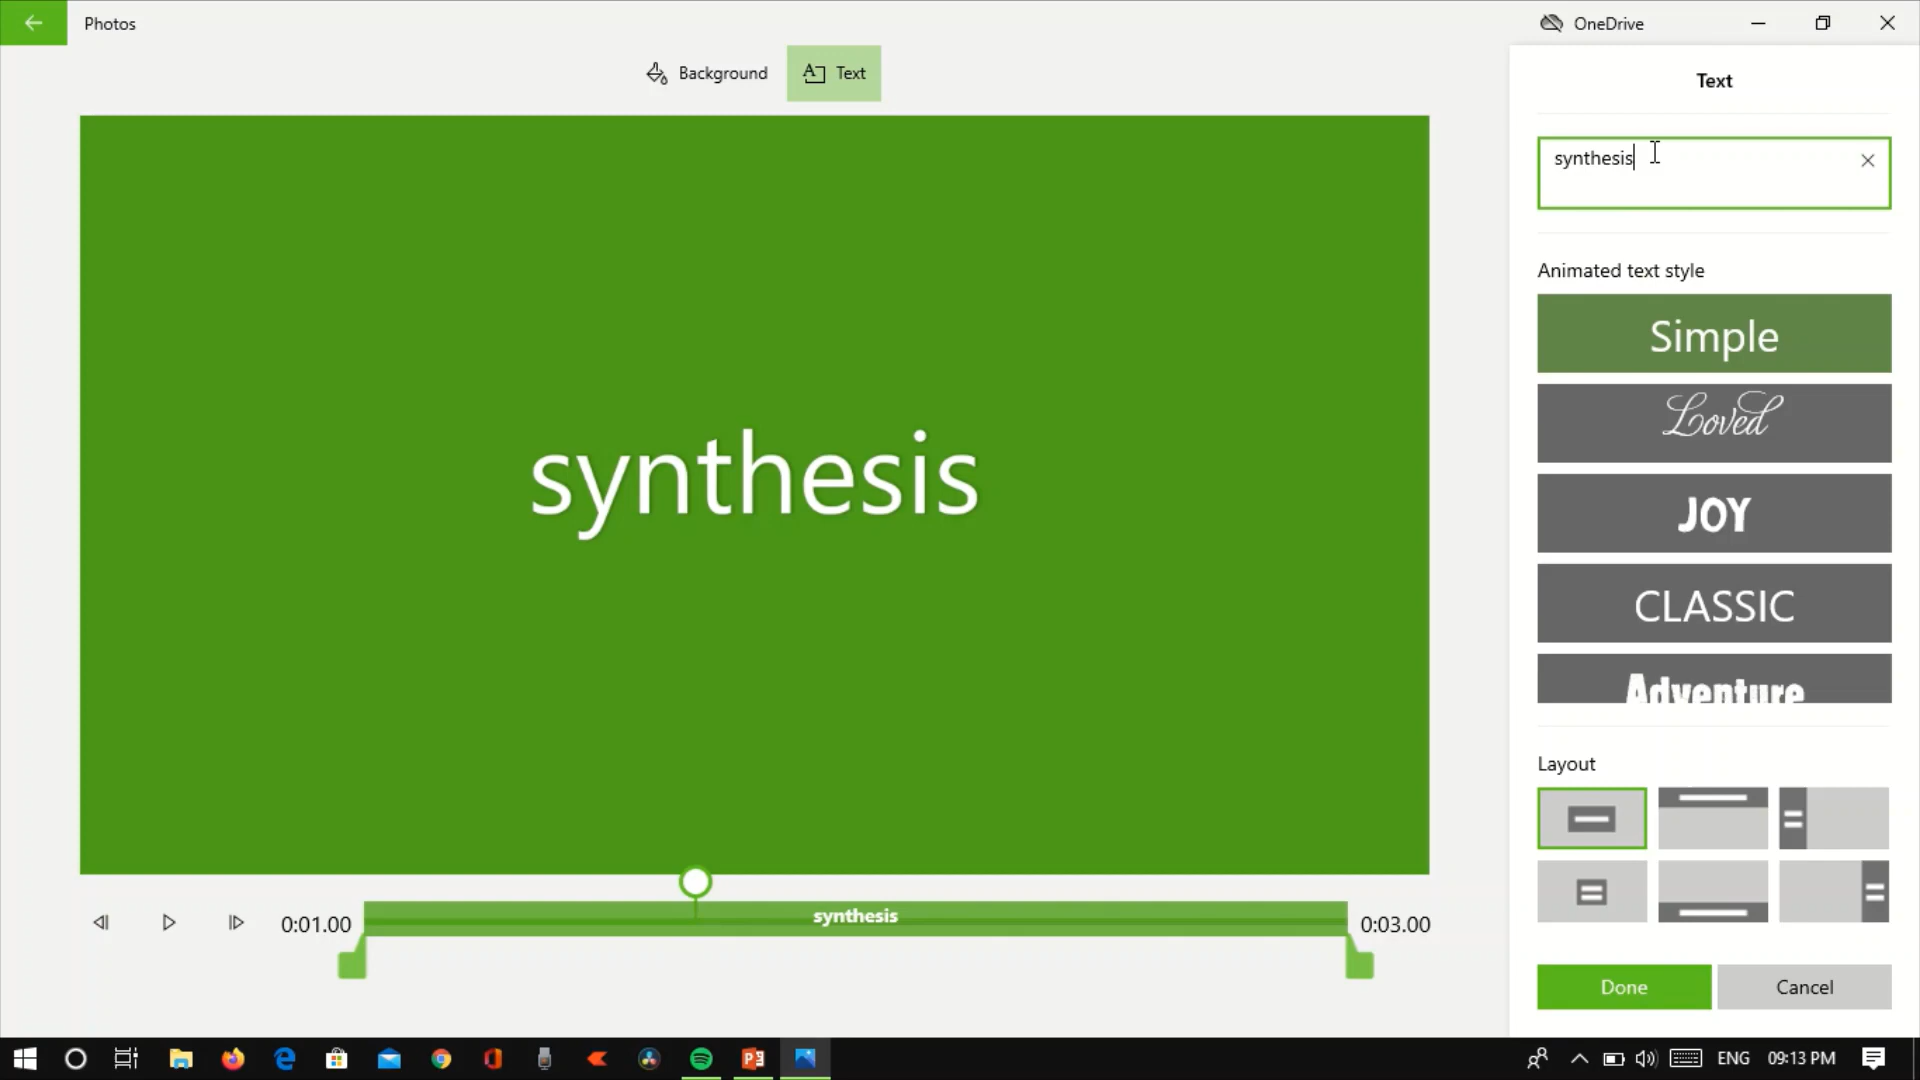 Photos
OneDrive
Background
Text
Text
synthesis
Animated text style
Simple
Loved
JOY
CLASSIC
Adventure
synthesis
Layout
0:01.00
synthesis
0:03.00
Done
Cancel
ENG
09:13 PM